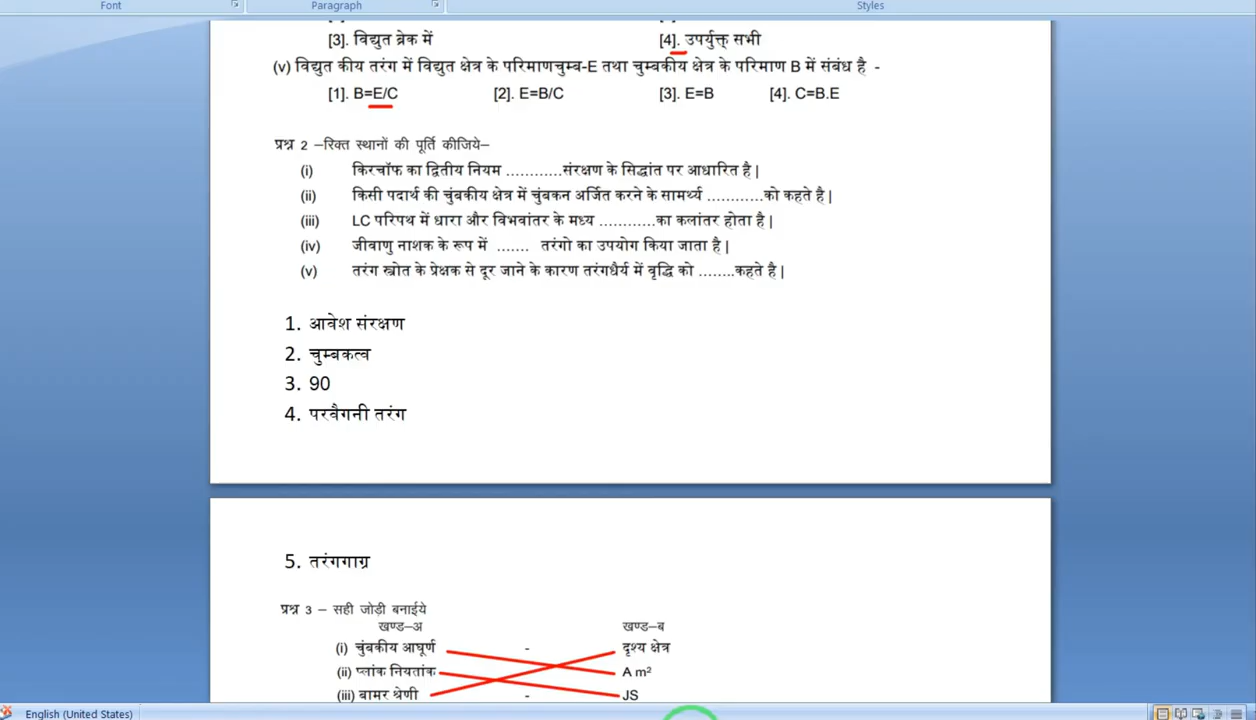 Font Paragraph Styles
[3]. विद्युत ब्रेक में [4]. उपर्युक्त् सभी
(v) विद्युत कीय तरंग में विद्युत क्षेत्र के परिमाणचुम्ब-E तथा चुम्बकीय क्षेत्र के परिमाण B में संबंध है -
[1]. B=E/C [2]. E=B/C [3]. E=B [4]. C=B.E
प्रश्न 2 –रिक्त स्थानों की पूर्ति कीजिये–
(i) किरचॉफ का द्वितीय नियम ............संरक्षण के सिद्धांत पर आधारित है |
(ii) किसी पदार्थ की चुंबकीय क्षेत्र में चुंबकन अर्जित करने के सामर्थ्य ............को कहते है |
(iii) LC परिपथ में धारा और विभवांतर के मध्य ............का कलांतर होता है |
(iv) जीवाणु नाशक के रूप में ....... तरंगो का उपयोग किया जाता है |
(v) तरंग स्त्रोत के प्रेक्षक से दूर जाने के कारण तरंगधैर्य में वृद्धि को ........कहते है |
1. आवेश संरक्षण
2. चुम्बकत्व
3. 90
4. परवैगनी तरंग
5. तरंगगाग्र
प्रश्न 3 – सही जोड़ी बनाईये
खण्ड–अ खण्ड–ब
(i) चुंबकीय आघूर्ण - दृश्य क्षेत्र
(ii) प्लांक नियतांक A m²
(iii) बामर श्रेणी - JS
English (United States)